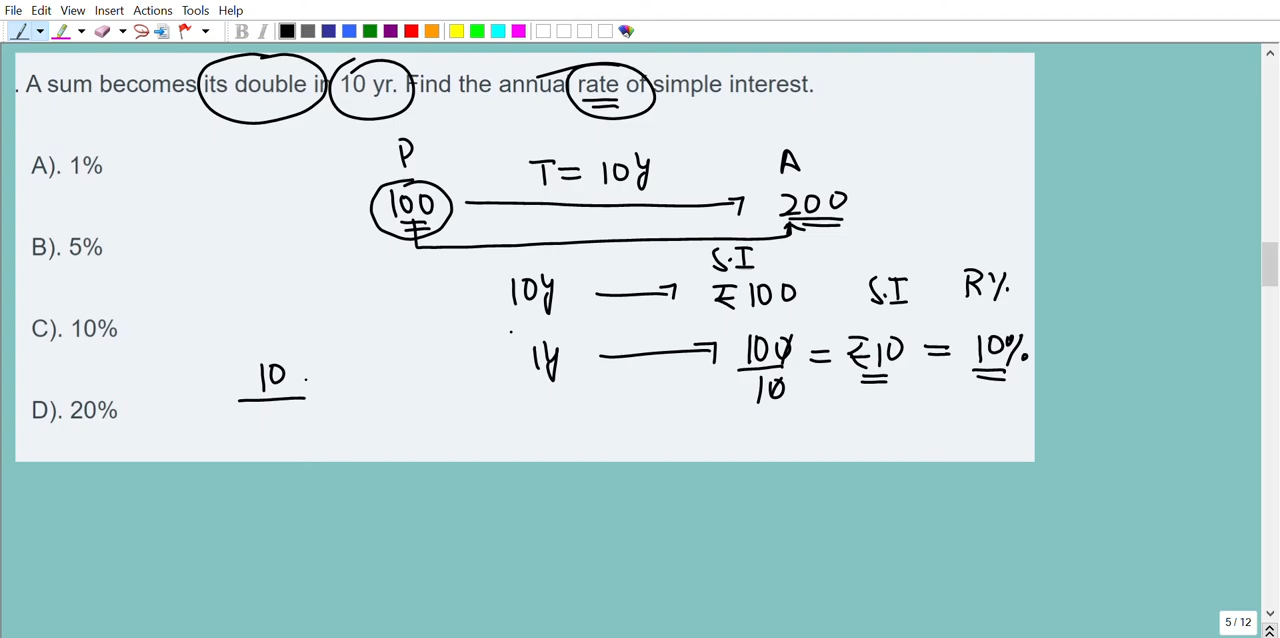 File Edit View Insert Actions Tools Help
B I
. A sum becomes its double in 10 yr. Find the annual rate of simple interest.
P T = 10y A
A). 1%
100 200
B). 5%
S.I
10y ₹100 S.I R%
C). 10%
1y 100/10 = ₹10 = 10%
10
D). 20%
5 / 12